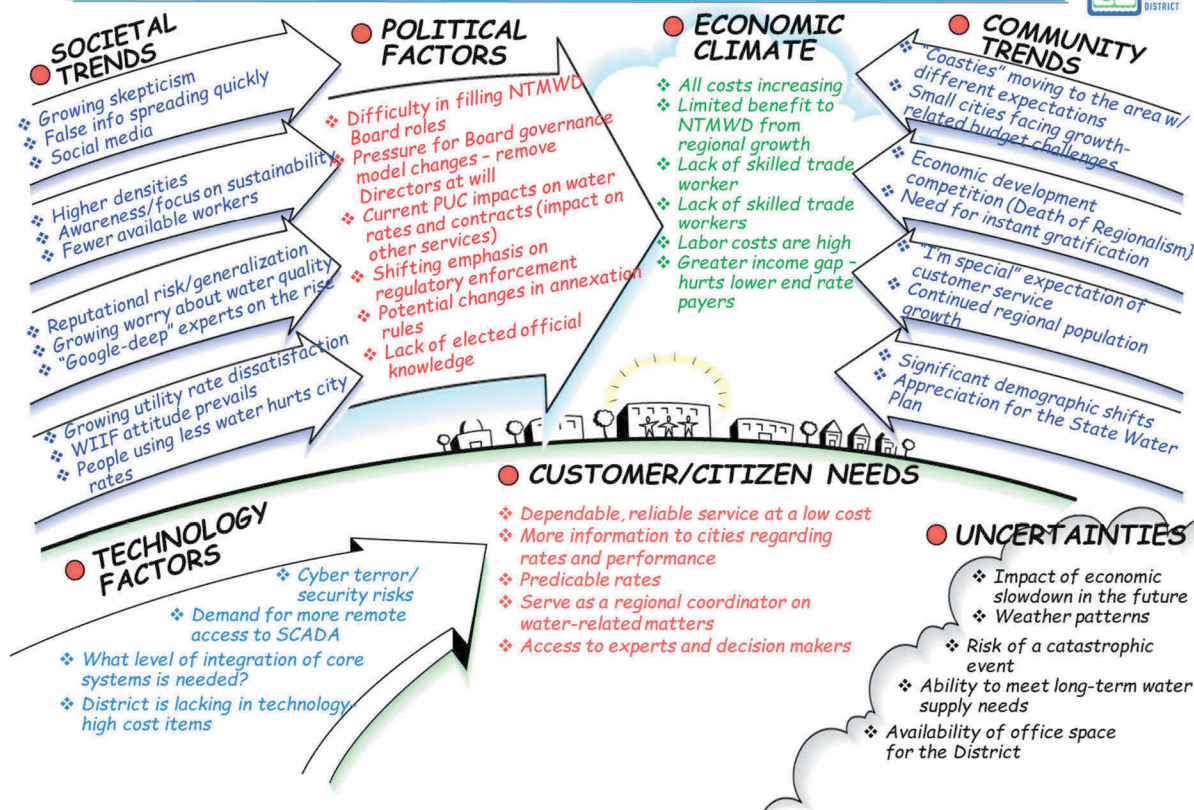 DISTRICT
SOCIETAL
TRENDS
❖ Growing skepticism
❖ False info spreading quickly
❖ Social media
❖ Higher densities
❖ Awareness/focus on sustainability
❖ Fewer available workers
❖ Reputational risk/generalization
❖ Growing worry about water quality
❖ "Google-deep" experts on the rise
❖ Growing utility rate dissatisfaction
❖ WIIF attitude prevails
❖ People using less water hurts city
rates
POLITICAL
FACTORS
❖ Difficulty in filling NTMWD
Board roles
❖ Pressure for Board governance
model changes – remove
Directors at will
❖ Current PUC impacts on water
rates and contracts (impact on
other services)
❖ Shifting emphasis on
regulatory enforcement
❖ Potential changes in annexation
rules
❖ Lack of elected official
knowledge
ECONOMIC
CLIMATE
❖ All costs increasing
❖ Limited benefit to
NTMWD from
regional growth
❖ Lack of skilled trade
worker
❖ Lack of skilled trade
workers
❖ Labor costs are high
❖ Greater income gap –
hurts lower end rate
payers
COMMUNITY
TRENDS
❖ "Coasties" moving to the area w/
different expectations
❖ Small cities facing growth-
related budget challenges
❖ Economic development
competition (Death of Regionalism}
❖ Need for instant gratification
❖ "I'm special" expectation of
customer service
❖ Continued regional population
growth
❖ Significant demographic shifts
❖ Appreciation for the State Water
Plan
TECHNOLOGY
FACTORS
❖ Cyber terror/
security risks
❖ Demand for more remote
access to SCADA
❖ What level of integration of core
systems is needed?
❖ District is lacking in technology-
high cost items
CUSTOMER/CITIZEN NEEDS
❖ Dependable, reliable service at a low cost
❖ More information to cities regarding
rates and performance
❖ Predicable rates
❖ Serve as a regional coordinator on
water-related matters
❖ Access to experts and decision makers
UNCERTAINTIES
❖ Impact of economic
slowdown in the future
❖ Weather patterns
❖ Risk of a catastrophic
event
❖ Ability to meet long-term water
supply needs
❖ Availability of office space
for the District